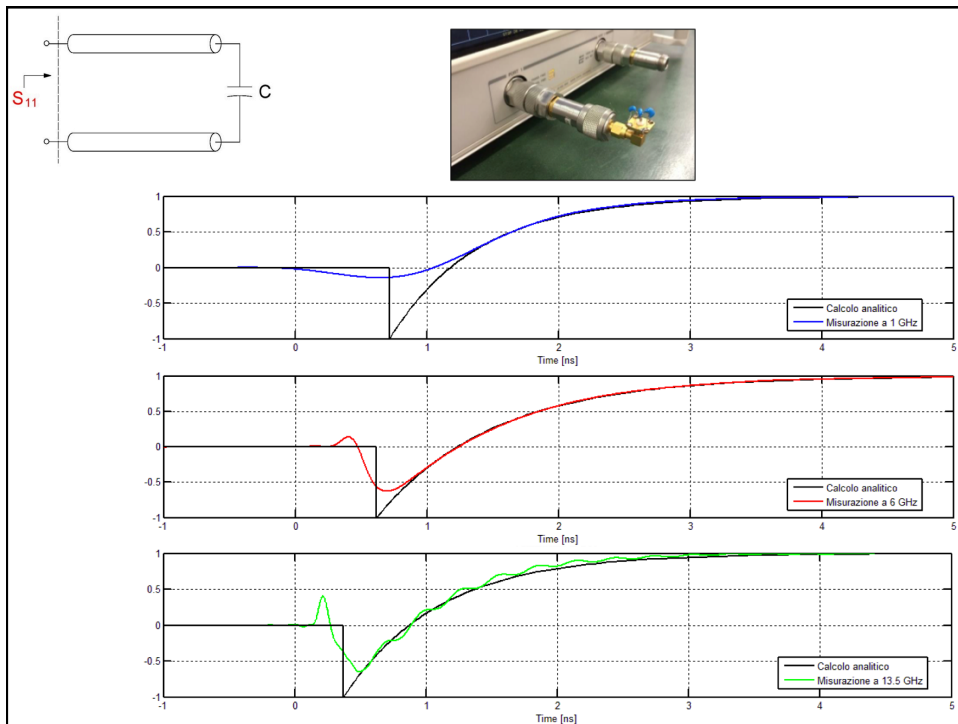 S11
C
1
0.5
0
-0.5
-1
-1 0 1 2 3 4 5
Time [ns]
Calcolo analitico
Misurazione a 1 GHz
1
0.5
0
-0.5
-1
-1 0 1 2 3 4 5
Time [ns]
Calcolo analitico
Misurazione a 6 GHz
1
0.5
0
-0.5
-1
-1 0 1 2 3 4 5
Time [ns]
Calcolo analitico
Misurazione a 13.5 GHz